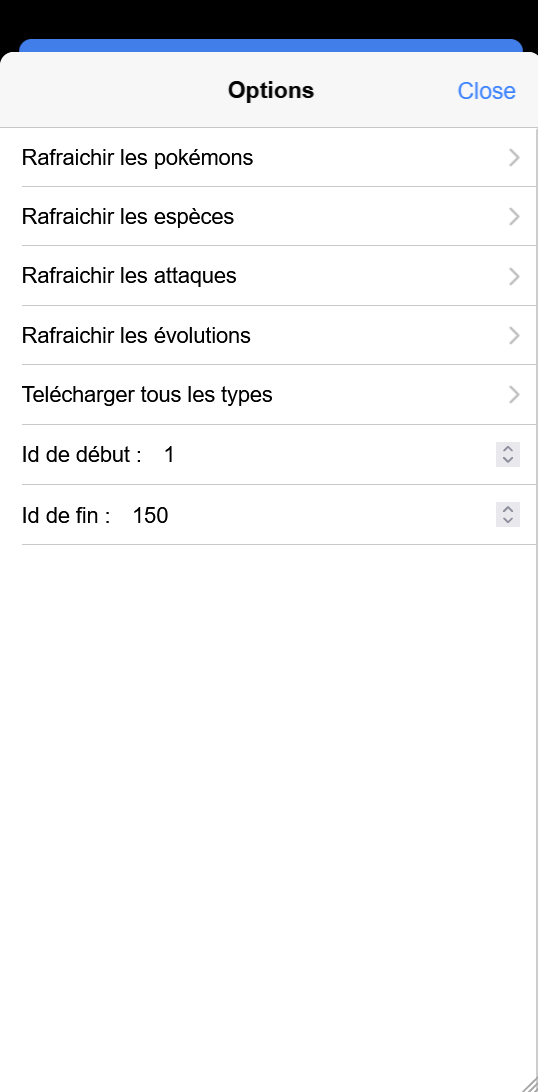 Options
Close
Rafraichir les pokémons
Rafraichir les espèces
Rafraichir les attaques
Rafraichir les évolutions
Telécharger tous les types
Id de début : 1
Id de fin : 150